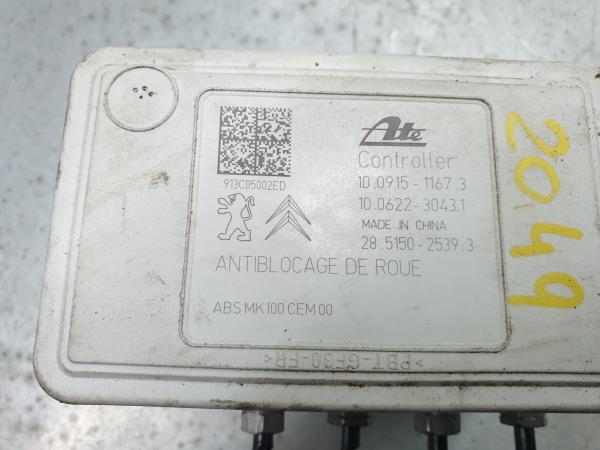 Ate
Controller
913C05002ED
10.0915-1167.3
10.0622-3043.1
MADE IN CHINA
28.5150-2539.3
ANTIBLOCAGE DE ROUE
ABS MK100 CEM 00
>PBT-GF30-FR<
2049